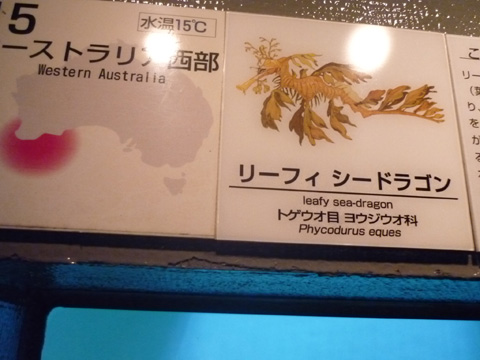 5
水温15℃
ーストラリア西部
Western Australia
リーフィ シードラゴン
leafy sea-dragon
トゲウオ目 ヨウジウオ科
Phycodurus eques